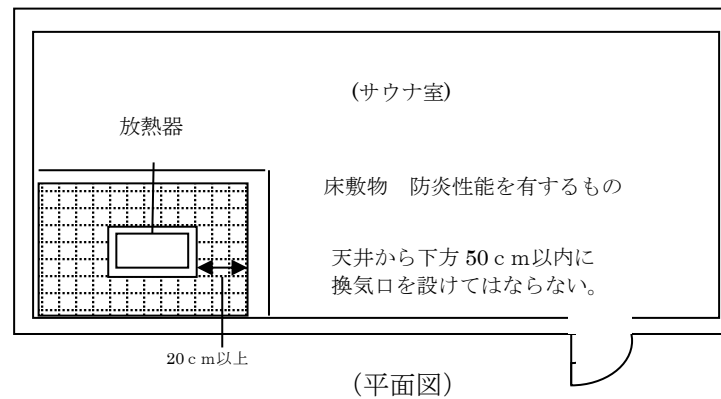 (サウナ室)
放熱器
床敷物　防炎性能を有するもの
天井から下方 50ｃｍ以内に
換気口を設けてはならない。
20ｃｍ以上
（平面図）